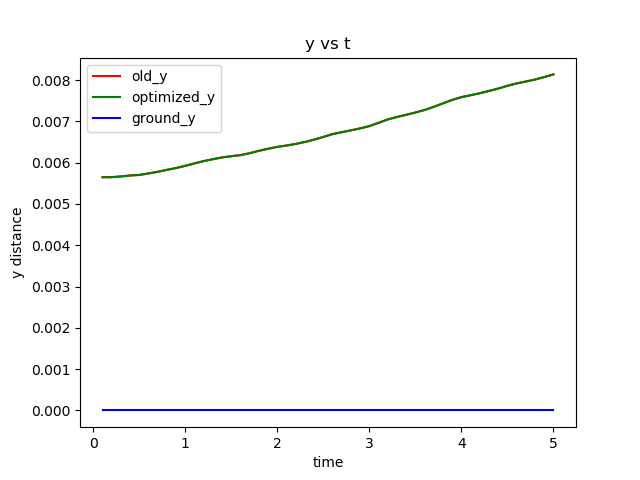 y vs t
old_y
optimized_y
ground_y
0.008
0.007
0.006
0.005
0.004
0.003
0.002
0.001
0.000
y distance
0 1 2 3 4 5
time